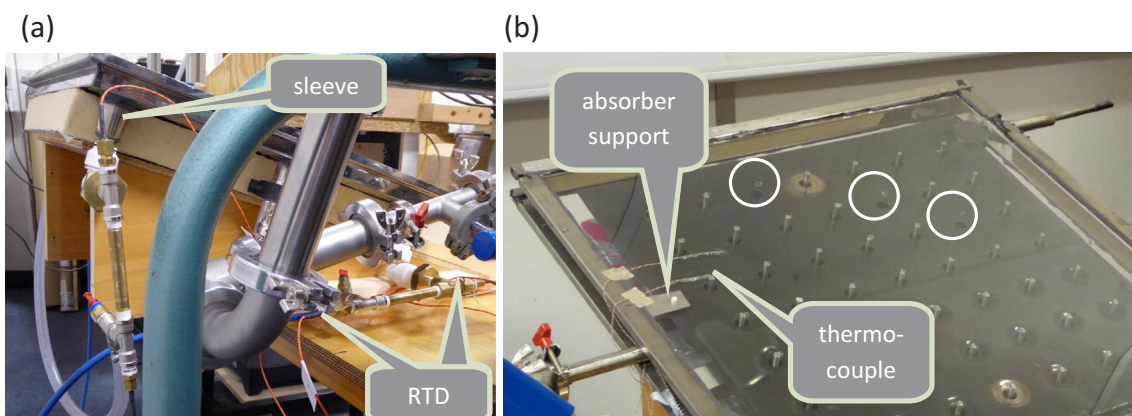 (a)
(b)
sleeve
absorber
support
thermo-
couple
RTD